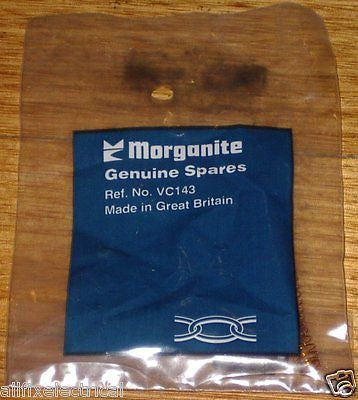 Morganite
Genuine Spares
Ref. No. VC143
Made in Great Britain
allfixelectrical